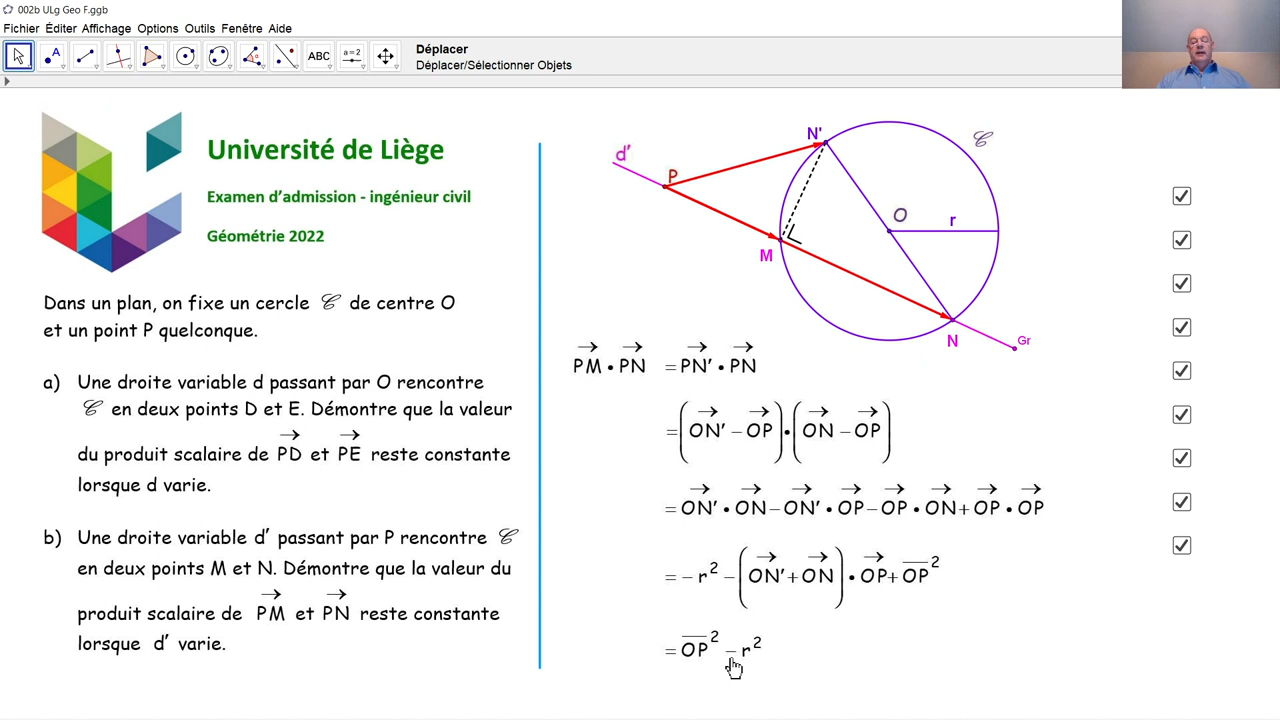 002b ULg Geo F.ggb
Fichier Éditer Affichage Options Outils Fenêtre Aide
A ABC a=2 Déplacer
Déplacer/Sélectionner Objets
Université de Liège
Examen d'admission - ingénieur civil
Géométrie 2022
Dans un plan, on fixe un cercle 𝒞 de centre O
et un point P quelconque.
a) Une droite variable d passant par O rencontre
𝒞 en deux points D et E. Démontre que la valeur
du produit scalaire de PD→ et PE→ reste constante
lorsque d varie.
b) Une droite variable d' passant par P rencontre 𝒞
en deux points M et N. Démontre que la valeur du
produit scalaire de PM→ et PN→ reste constante
lorsque d' varie.
N'
𝒞
d'
P
O
r
M
N
Gr
PM→ • PN→ = PN'→ • PN→
= (ON'→ − OP→) • (ON→ − OP→)
= ON'→ • ON→ − ON'→ • OP→ − OP→ • ON→ + OP→ • OP→
= − r² − (ON'→ + ON→) • OP→ + O̅P̅²
= O̅P̅² − r²